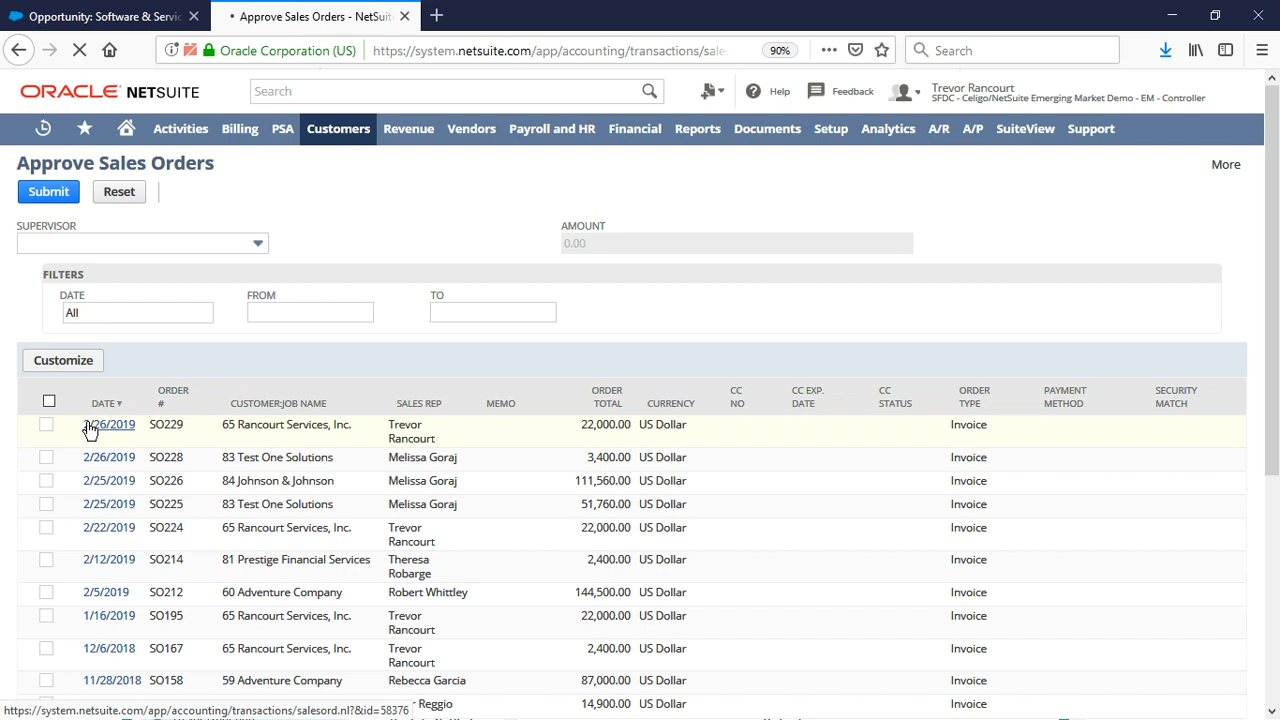 Opportunity: Software & Servic
Approve Sales Orders - NetSuit
Oracle Corporation (US)
https://system.netsuite.com/app/accounting/transactions/sale
90%
Search
ORACLE NETSUITE
Search
Help
Feedback
Trevor Rancourt
SFDC - Celigo/NetSuite Emerging Market Demo - EM - Controller
Activities Billing PSA Customers Revenue Vendors Payroll and HR Financial Reports Documents Setup Analytics A/R A/P SuiteView Support
Approve Sales Orders
More
Submit Reset
SUPERVISOR
AMOUNT
0.00
FILTERS
DATE FROM TO
All
Customize
DATE ORDER # CUSTOMER:JOB NAME SALES REP MEMO ORDER TOTAL CURRENCY CC NO CC EXP. DATE CC STATUS ORDER TYPE PAYMENT METHOD SECURITY MATCH
2/26/2019 SO229 65 Rancourt Services, Inc. Trevor Rancourt 22,000.00 US Dollar Invoice
2/26/2019 SO228 83 Test One Solutions Melissa Goraj 3,400.00 US Dollar Invoice
2/25/2019 SO226 84 Johnson & Johnson Melissa Goraj 111,560.00 US Dollar Invoice
2/25/2019 SO225 83 Test One Solutions Melissa Goraj 51,760.00 US Dollar Invoice
2/22/2019 SO224 65 Rancourt Services, Inc. Trevor Rancourt 22,000.00 US Dollar Invoice
2/12/2019 SO214 81 Prestige Financial Services Theresa Robarge 2,400.00 US Dollar Invoice
2/5/2019 SO212 60 Adventure Company Robert Whittley 144,500.00 US Dollar Invoice
1/16/2019 SO195 65 Rancourt Services, Inc. Trevor Rancourt 22,000.00 US Dollar Invoice
12/6/2018 SO167 65 Rancourt Services, Inc. Trevor Rancourt 2,400.00 US Dollar Invoice
11/28/2018 SO158 59 Adventure Company Rebecca Garcia 87,000.00 US Dollar Invoice
Reggio 14,900.00 US Dollar Invoice
https://system.netsuite.com/app/accounting/transactions/salesord.nl?&id=58376